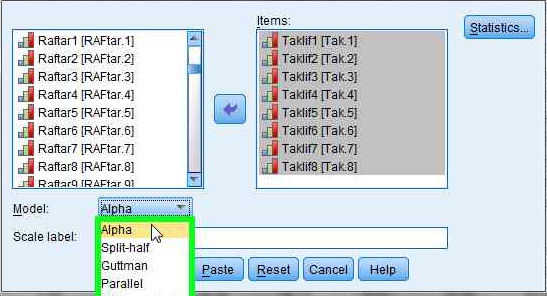 Items:
Statistics...
Raftar1 [RAFtar.1]
Raftar2 [RAFtar.2]
Raftar3 [RAFtar.3]
Raftar4 [RAFtar.4]
Raftar5 [RAFtar.5]
Raftar6 [RAFtar.6]
Raftar7 [RAFtar.7]
Raftar8 [RAFtar.8]
Raftar9 [RAFtar.9]
Taklif1 [Tak.1]
Taklif2 [Tak.2]
Taklif3 [Tak.3]
Taklif4 [Tak.4]
Taklif5 [Tak.5]
Taklif6 [Tak.6]
Taklif7 [Tak.7]
Taklif8 [Tak.8]
Model:
Alpha
Scale label:
Alpha
Split-half
Guttman
Parallel
Paste
Reset
Cancel
Help